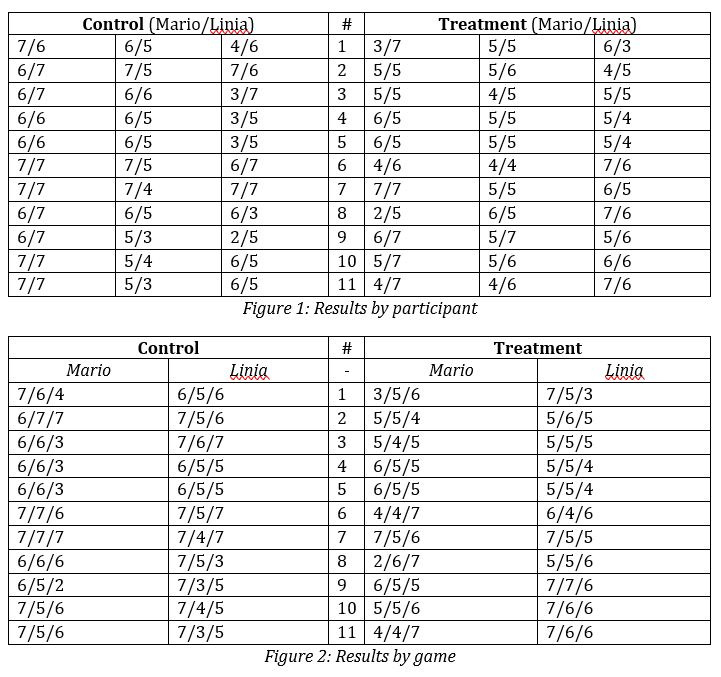 Control (Mario/Linia) # Treatment (Mario/Linia)
7/6 6/5 4/6 1 3/7 5/5 6/3
6/7 7/5 7/6 2 5/5 5/6 4/5
6/7 6/6 3/7 3 5/5 4/5 5/5
6/6 6/5 3/5 4 6/5 5/5 5/4
6/6 6/5 3/5 5 6/5 5/5 5/4
7/7 7/5 6/7 6 4/6 4/4 7/6
7/7 7/4 7/7 7 7/7 5/5 6/5
6/7 6/5 6/3 8 2/5 6/5 7/6
6/7 5/3 2/5 9 6/7 5/7 5/6
7/7 5/4 6/5 10 5/7 5/6 6/6
7/7 5/3 6/5 11 4/7 4/6 7/6
Figure 1: Results by participant
Control # Treatment
Mario Linia - Mario Linia
7/6/4 6/5/6 1 3/5/6 7/5/3
6/7/7 7/5/6 2 5/5/4 5/6/5
6/6/3 7/6/7 3 5/4/5 5/5/5
6/6/3 6/5/5 4 6/5/5 5/5/4
6/6/3 6/5/5 5 6/5/5 5/5/4
7/7/6 7/5/7 6 4/4/7 6/4/6
7/7/7 7/4/7 7 7/5/6 7/5/5
6/6/6 7/5/3 8 2/6/7 5/5/6
6/5/2 7/3/5 9 6/5/5 7/7/6
7/5/6 7/4/5 10 5/5/6 7/6/6
7/5/6 7/3/5 11 4/4/7 7/6/6
Figure 2: Results by game